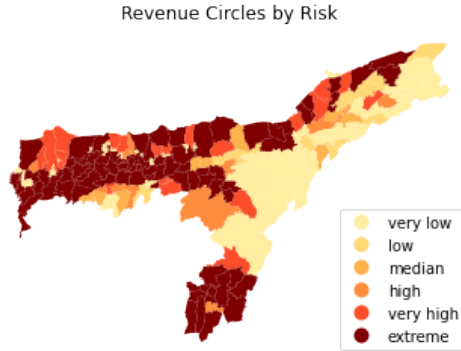 Revenue Circles by Risk
very low
low
median
high
very high
extreme